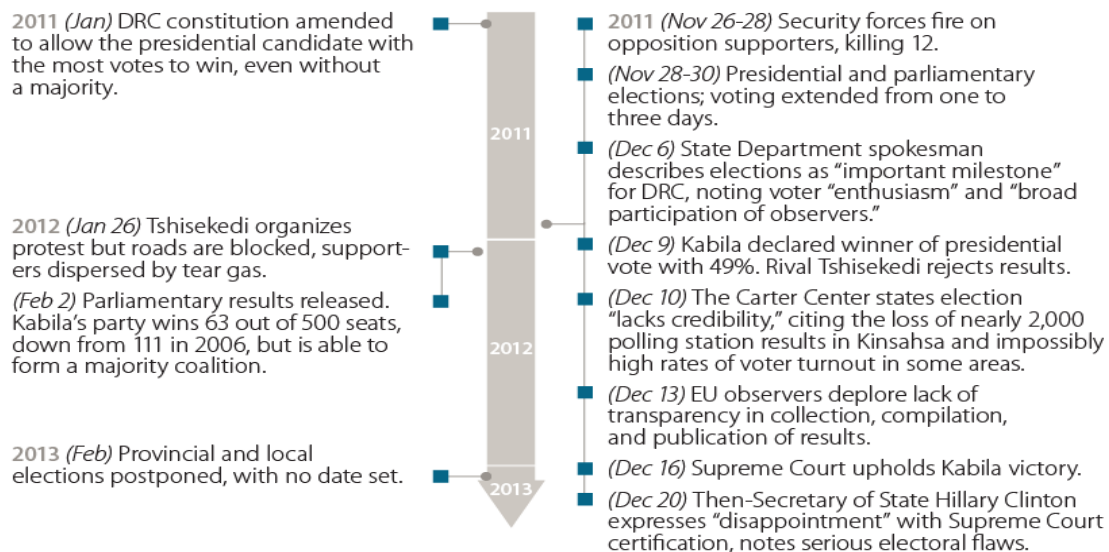 2011 (Jan) DRC constitution amended
to allow the presidential candidate with
the most votes to win, even without
a majority.
2012 (Jan 26) Tshisekedi organizes
protest but roads are blocked, support-
ers dispersed by tear gas.
(Feb 2) Parliamentary results released.
Kabila’s party wins 63 out of 500 seats,
down from 111 in 2006, but is able to
form a majority coalition.
2013 (Feb) Provincial and local
elections postponed, with no date set.
2011
2012
2013
2011 (Nov 26-28) Security forces fire on
opposition supporters, killing 12.
(Nov 28-30) Presidential and parliamentary
elections; voting extended from one to
three days.
(Dec 6) State Department spokesman
describes elections as “important milestone”
for DRC, noting voter “enthusiasm” and “broad
participation of observers.”
(Dec 9) Kabila declared winner of presidential
vote with 49%. Rival Tshisekedi rejects results.
(Dec 10) The Carter Center states election
“lacks credibility,” citing the loss of nearly 2,000
polling station results in Kinsahsa and impossibly
high rates of voter turnout in some areas.
(Dec 13) EU observers deplore lack of
transparency in collection, compilation,
and publication of results.
(Dec 16) Supreme Court upholds Kabila victory.
(Dec 20) Then-Secretary of State Hillary Clinton
expresses “disappointment” with Supreme Court
certification, notes serious electoral flaws.